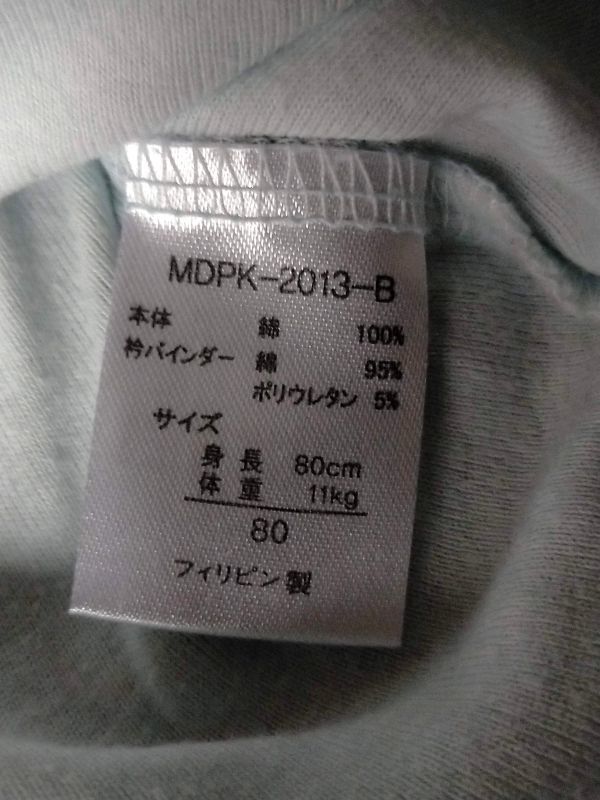 MDPK-2013-B
本体 綿 100%
衿バインダー 綿 95%
ポリウレタン 5%
サイズ
身長 80cm
体重 11kg
80
フィリピン製